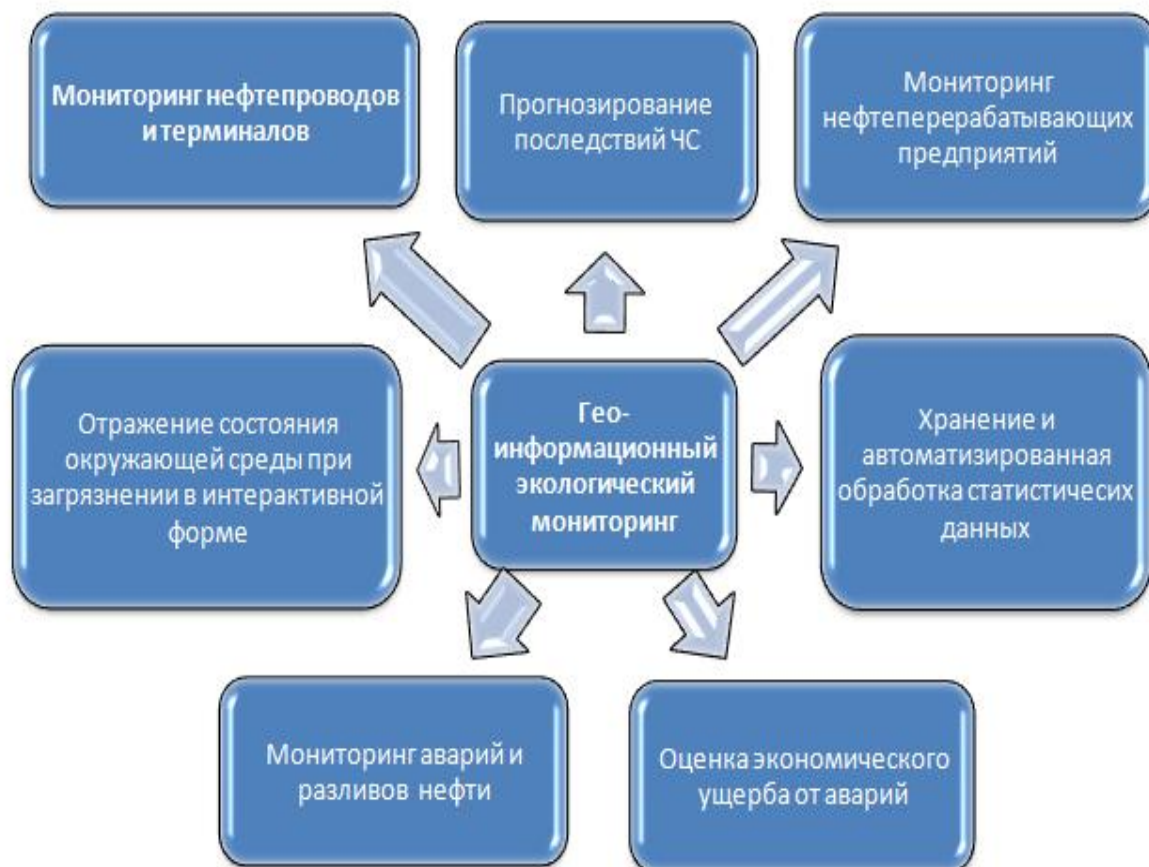 Мониторинг нефтепроводов
и терминалов
Прогнозирование
последствий ЧС
Мониторинг
нефтеперерабатывающих
предприятий
Отражение состояния
окружающей среды при
загрязнении в интерактивной
форме
Гео-
информационный
экологический
мониторинг
Хранение и
автоматизированная
обработка статистичесих
данных
Мониторинг аварий и
разливов нефти
Оценка экономического
ущерба от аварий